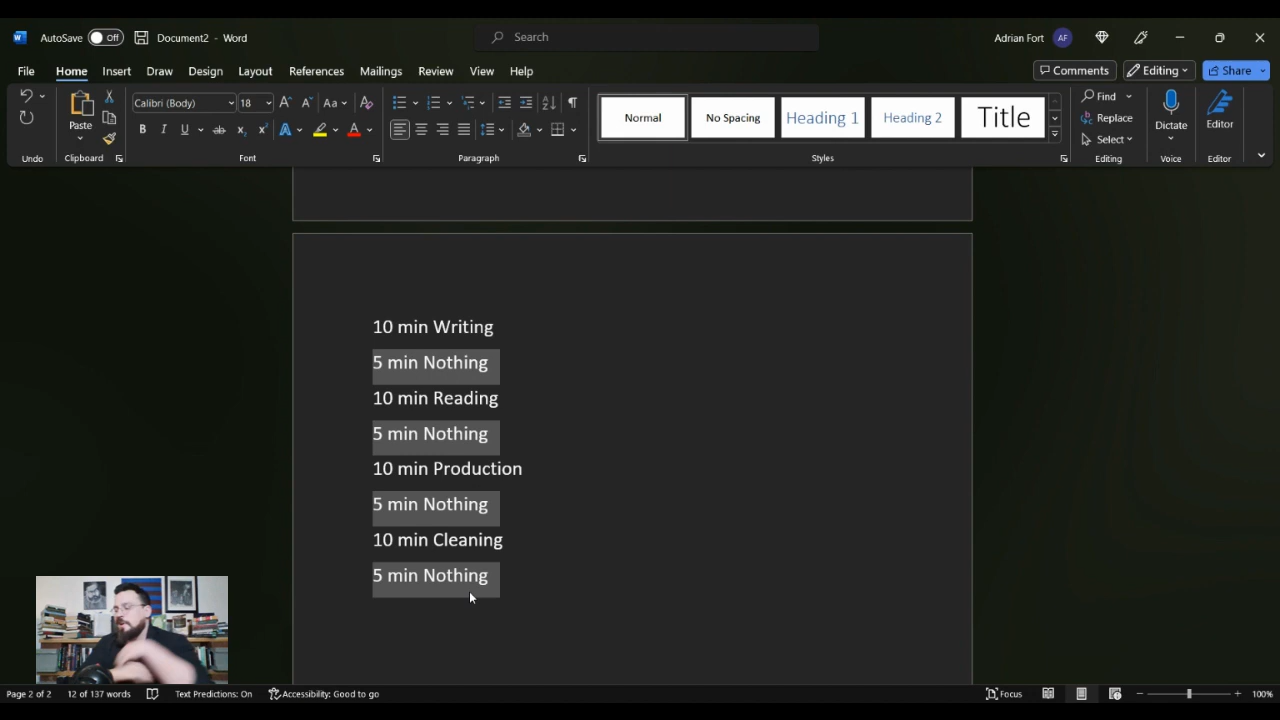 AutoSave Off Document2 - Word Search Adrian Fort AF
File Home Insert Draw Design Layout References Mailings Review View Help Comments Editing Share
Calibri (Body) 18 Aa Normal No Spacing Heading 1 Heading 2 Title Find
Paste Replace Dictate Editor
B I U ab x₂ x² A A Select
Undo Clipboard Font Paragraph Styles Editing Voice Editor
10 min Writing
5 min Nothing
10 min Reading
5 min Nothing
10 min Production
5 min Nothing
10 min Cleaning
5 min Nothing
Page 2 of 2 12 of 137 words Text Predictions: On Accessibility: Good to go Focus 100%